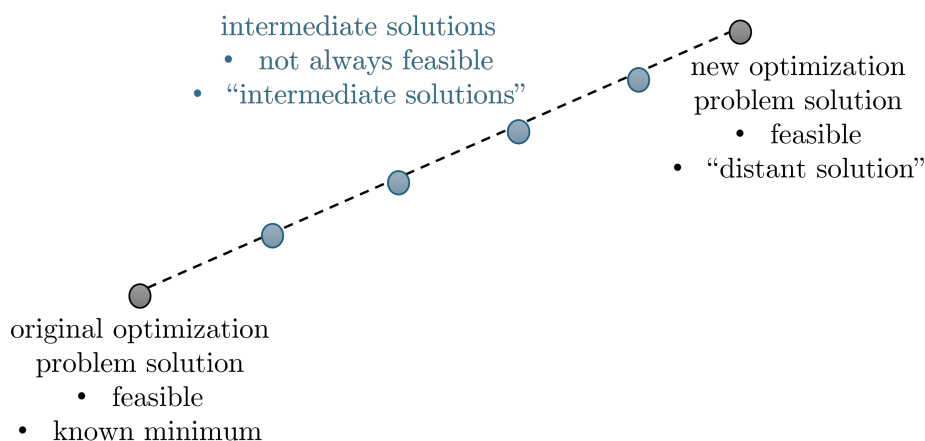 intermediate solutions
• not always feasible
• “intermediate solutions”
new optimization
problem solution
• feasible
• “distant solution”
original optimization
problem solution
• feasible
• known minimum